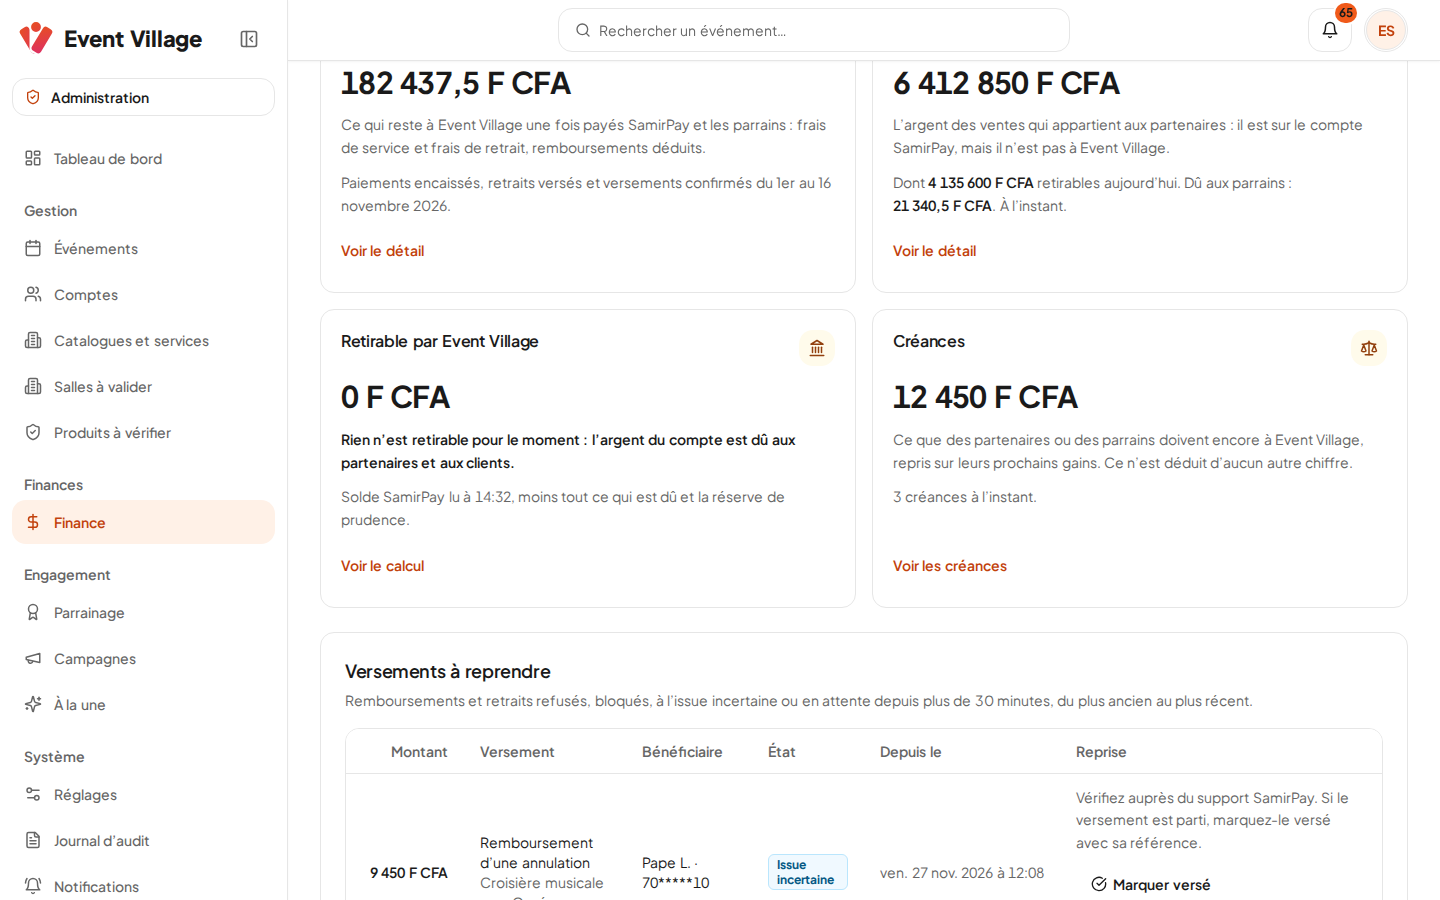 Event Village
Administration
Tableau de bord
Gestion
Événements
Comptes
Catalogues et services
Salles à valider
Produits à vérifier
Finances
Finance
Engagement
Parrainage
Campagnes
À la une
Système
Réglages
Journal d’audit
Notifications
Rechercher un événement...
65
ES
182 437,5 F CFA
Ce qui reste à Event Village une fois payés SamirPay et les parrains : frais
de service et frais de retrait, remboursements déduits.
Paiements encaissés, retraits versés et versements confirmés du 1er au 16
novembre 2026.
Voir le détail
6 412 850 F CFA
L’argent des ventes qui appartient aux partenaires : il est sur le compte
SamirPay, mais il n’est pas à Event Village.
Dont 4 135 600 F CFA retirables aujourd’hui. Dû aux parrains :
21 340,5 F CFA. À l’instant.
Voir le détail
Retirable par Event Village
0 F CFA
Rien n’est retirable pour le moment : l’argent du compte est dû aux
partenaires et aux clients.
Solde SamirPay lu à 14:32, moins tout ce qui est dû et la réserve de
prudence.
Voir le calcul
Créances
12 450 F CFA
Ce que des partenaires ou des parrains doivent encore à Event Village,
repris sur leurs prochains gains. Ce n’est déduit d’aucun autre chiffre.
3 créances à l’instant.
Voir les créances
Versements à reprendre
Remboursements et retraits refusés, bloqués, à l’issue incertaine ou en attente depuis plus de 30 minutes, du plus ancien au plus récent.
Montant Versement Bénéficiaire État Depuis le Reprise
9 450 F CFA
Remboursement
d’une annulation
Croisière musicale
Pape L. ·
70*****10
Issue
incertaine
ven. 27 nov. 2026 à 12:08
Vérifiez auprès du support SamirPay. Si le
versement est parti, marquez-le versé
avec sa référence.
Marquer versé